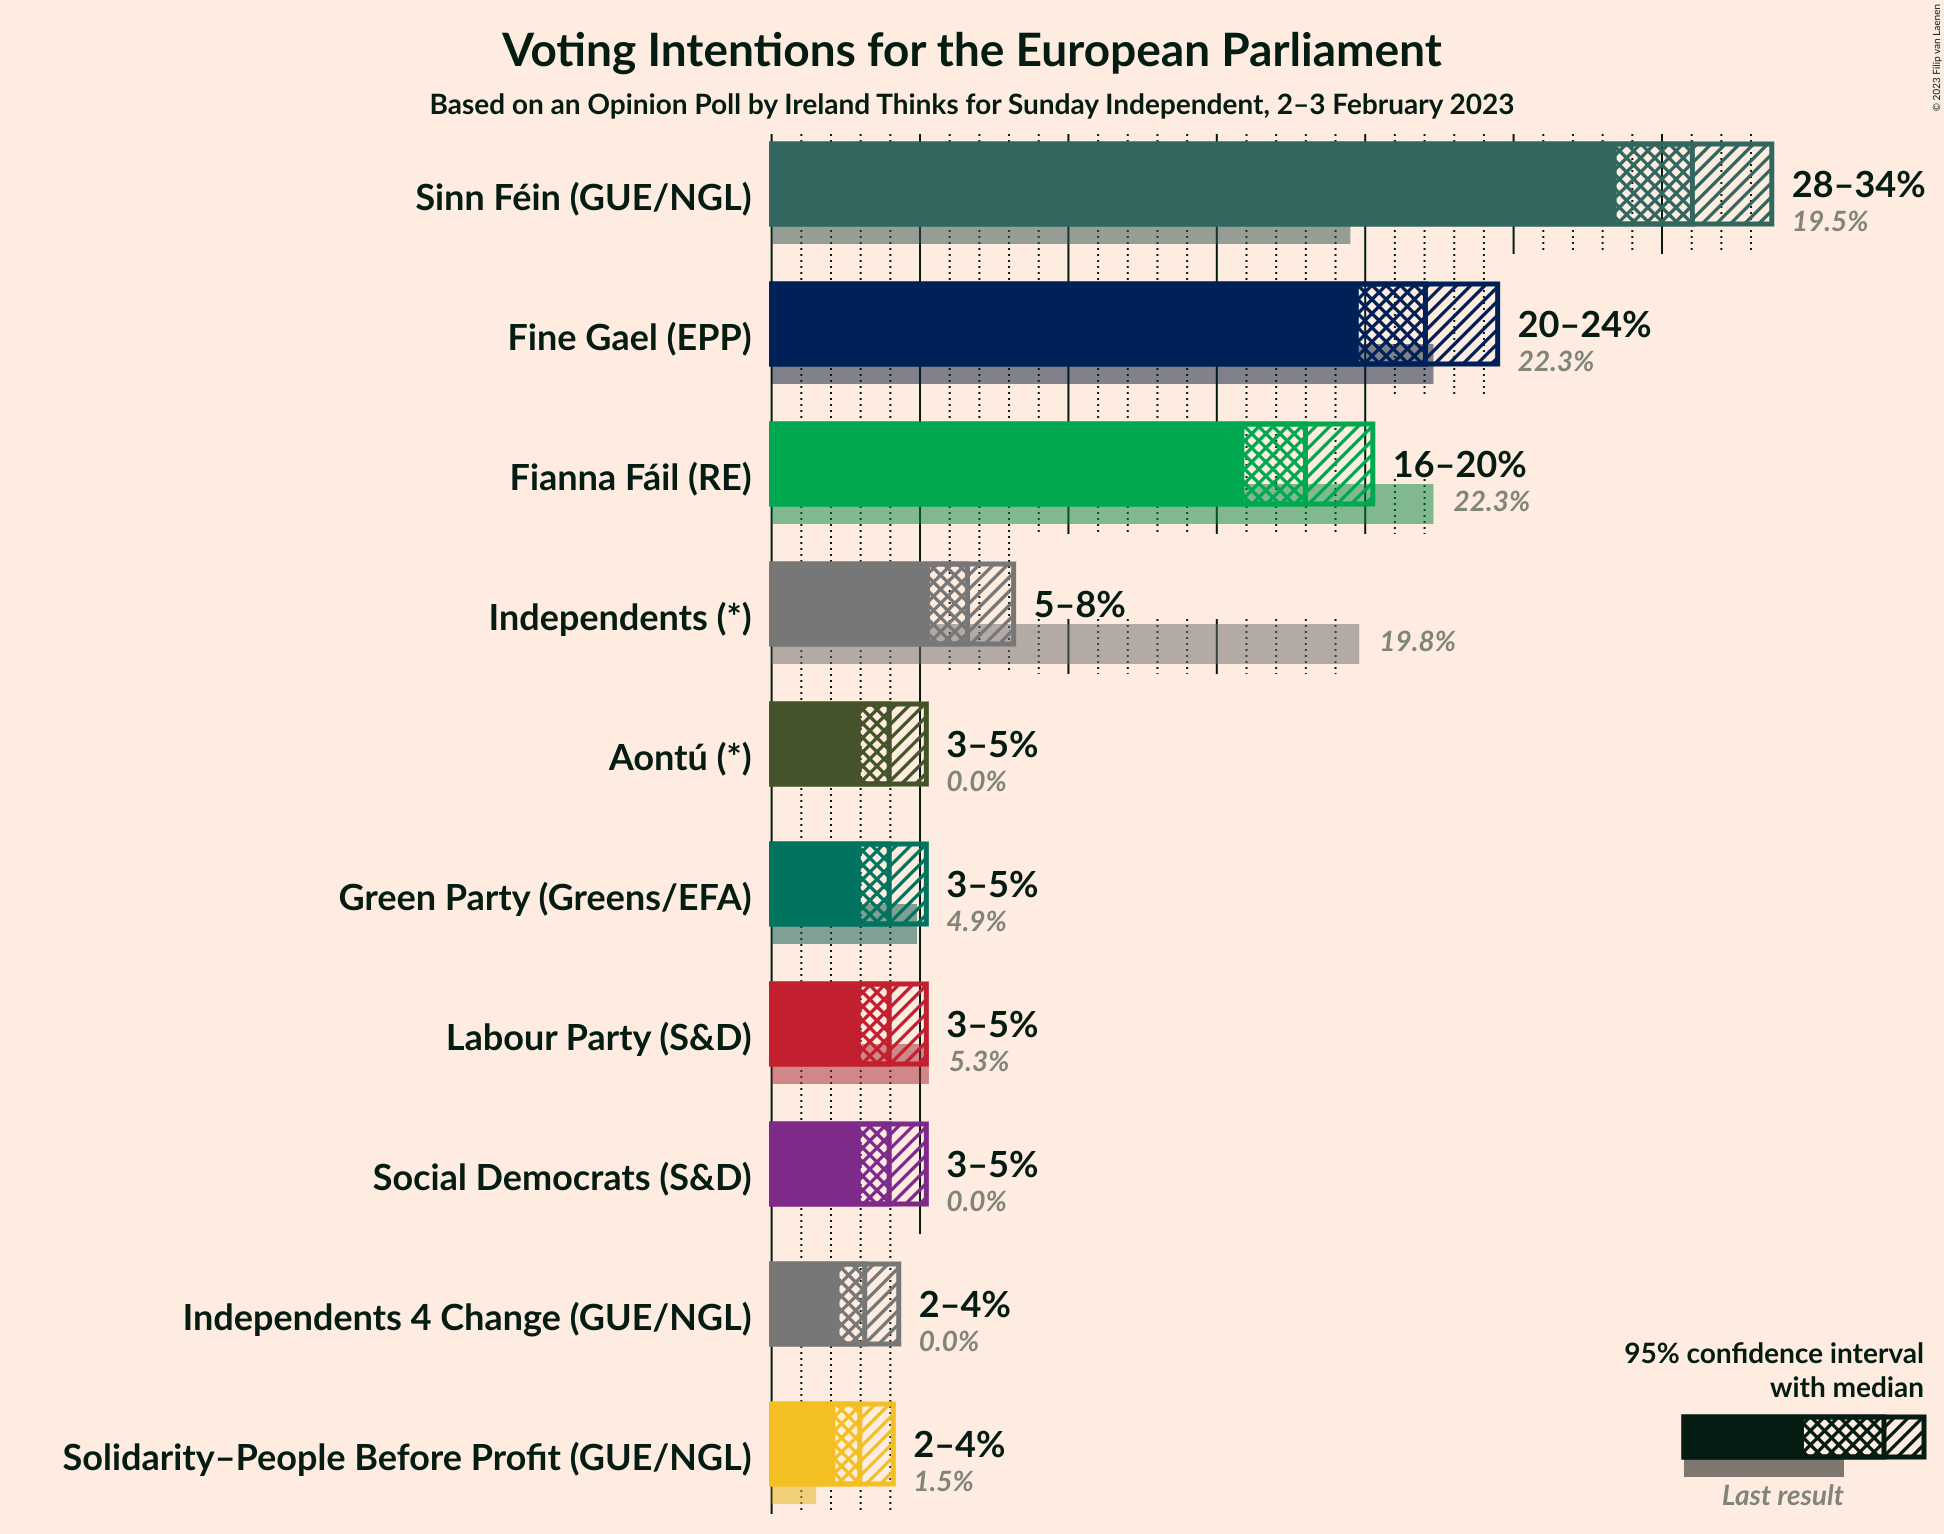 Voting Intentions for the European Parliament
Based on an Opinion Poll by Ireland Thinks for Sunday Independent, 2–3 February 2023
© 2023 Filip van Laenen
Sinn Féin (GUE/NGL)
28–34%
19.5%
Fine Gael (EPP)
20–24%
22.3%
Fianna Fáil (RE)
16–20%
22.3%
Independents (*)
5–8%
19.8%
Aontú (*)
3–5%
0.0%
Green Party (Greens/EFA)
3–5%
4.9%
Labour Party (S&D)
3–5%
5.3%
Social Democrats (S&D)
3–5%
0.0%
Independents 4 Change (GUE/NGL)
2–4%
0.0%
Solidarity–People Before Profit (GUE/NGL)
2–4%
1.5%
95% confidence interval
with median
Last result